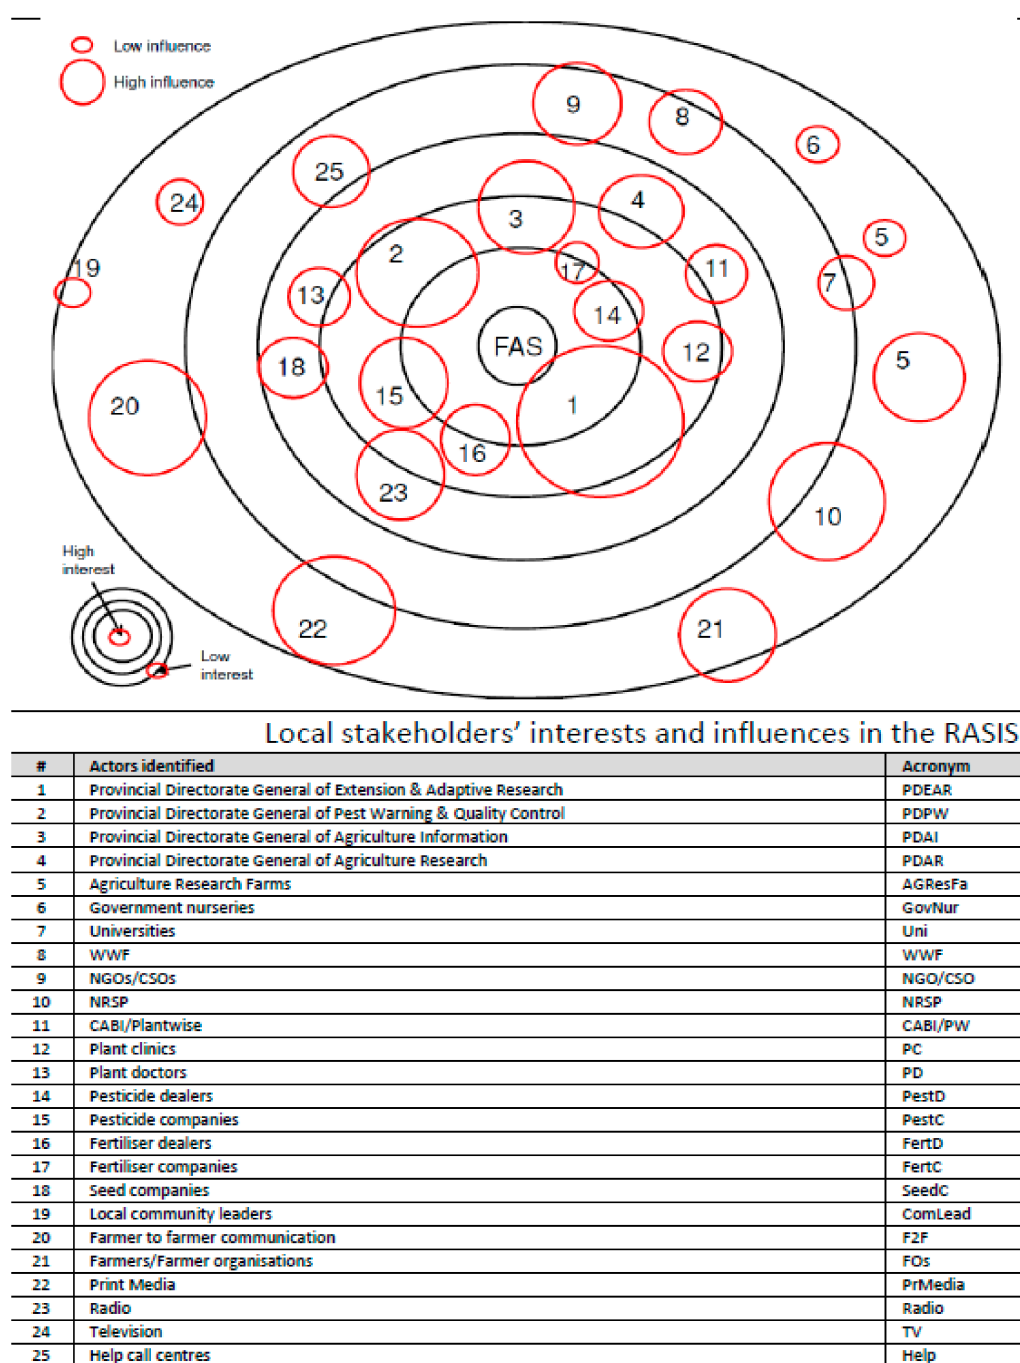 Low influence
High influence
9
8
6
25
24
4
3
5
2
19
17
11
7
13
14
FAS
12
5
18
15
1
20
16
23
10
High
interest
22
21
Low
interest
Local stakeholders' interests and influences in the RASIS
# Actors identified Acronym
1 Provincial Directorate General of Extension & Adaptive Research PDEAR
2 Provincial Directorate General of Pest Warning & Quality Control PDPW
3 Provincial Directorate General of Agriculture Information PDAI
4 Provincial Directorate General of Agriculture Research PDAR
5 Agriculture Research Farms AGResFa
6 Government nurseries GovNur
7 Universities Uni
8 WWF WWF
9 NGOs/CSOs NGO/CSO
10 NRSP NRSP
11 CABI/Plantwise CABI/PW
12 Plant clinics PC
13 Plant doctors PD
14 Pesticide dealers PestD
15 Pesticide companies PestC
16 Fertiliser dealers FertD
17 Fertiliser companies FertC
18 Seed companies SeedC
19 Local community leaders ComLead
20 Farmer to farmer communication F2F
21 Farmers/Farmer organisations FOs
22 Print Media PrMedia
23 Radio Radio
24 Television TV
25 Help call centres Help